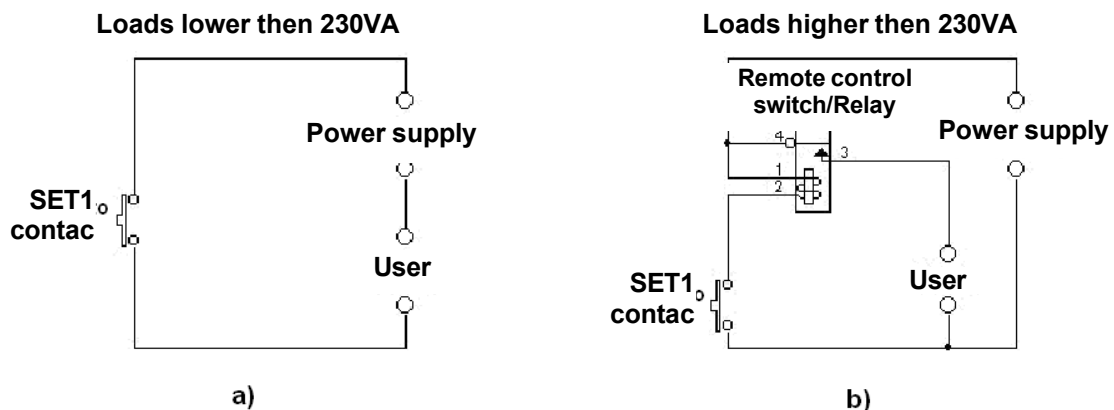 Loads lower then 230VA
Power supply
SET1
contac
User
a)
Loads higher then 230VA
Remote control
switch/Relay
Power supply
4
3
1
2
SET1
contac
User
b)